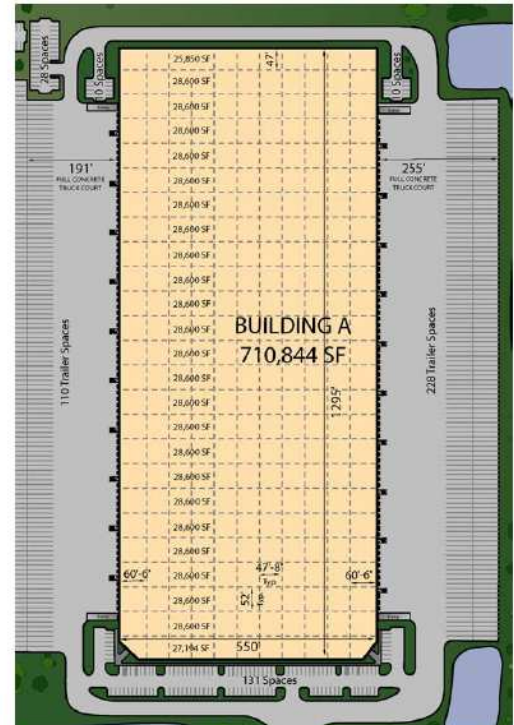 25,850 SF
47'
28 Spaces
10 Spaces
10 Spaces
28,600 SF
28,600 SF
28,600 SF
28,600 SF
191'
FULL CONCRETE
TRUCK COURT
255'
FULL CONCRETE
TRUCK COURT
28,600 SF
28,600 SF
28,600 SF
28,600 SF
28,600 SF
28,600 SF
28,600 SF
BUILDING A
710,844 SF
110 Trailer Spaces
228 Trailer Spaces
1295'
28,600 SF
28,600 SF
28,600 SF
28,600 SF
28,600 SF
28,600 SF
28,600 SF
28,600 SF
28,600 SF
60'-6"
28,600 SF
47'-8"
Typ.
60'-6"
28,600 SF
52'
Typ.
28,600 SF
27,194 SF
550'
131 Spaces